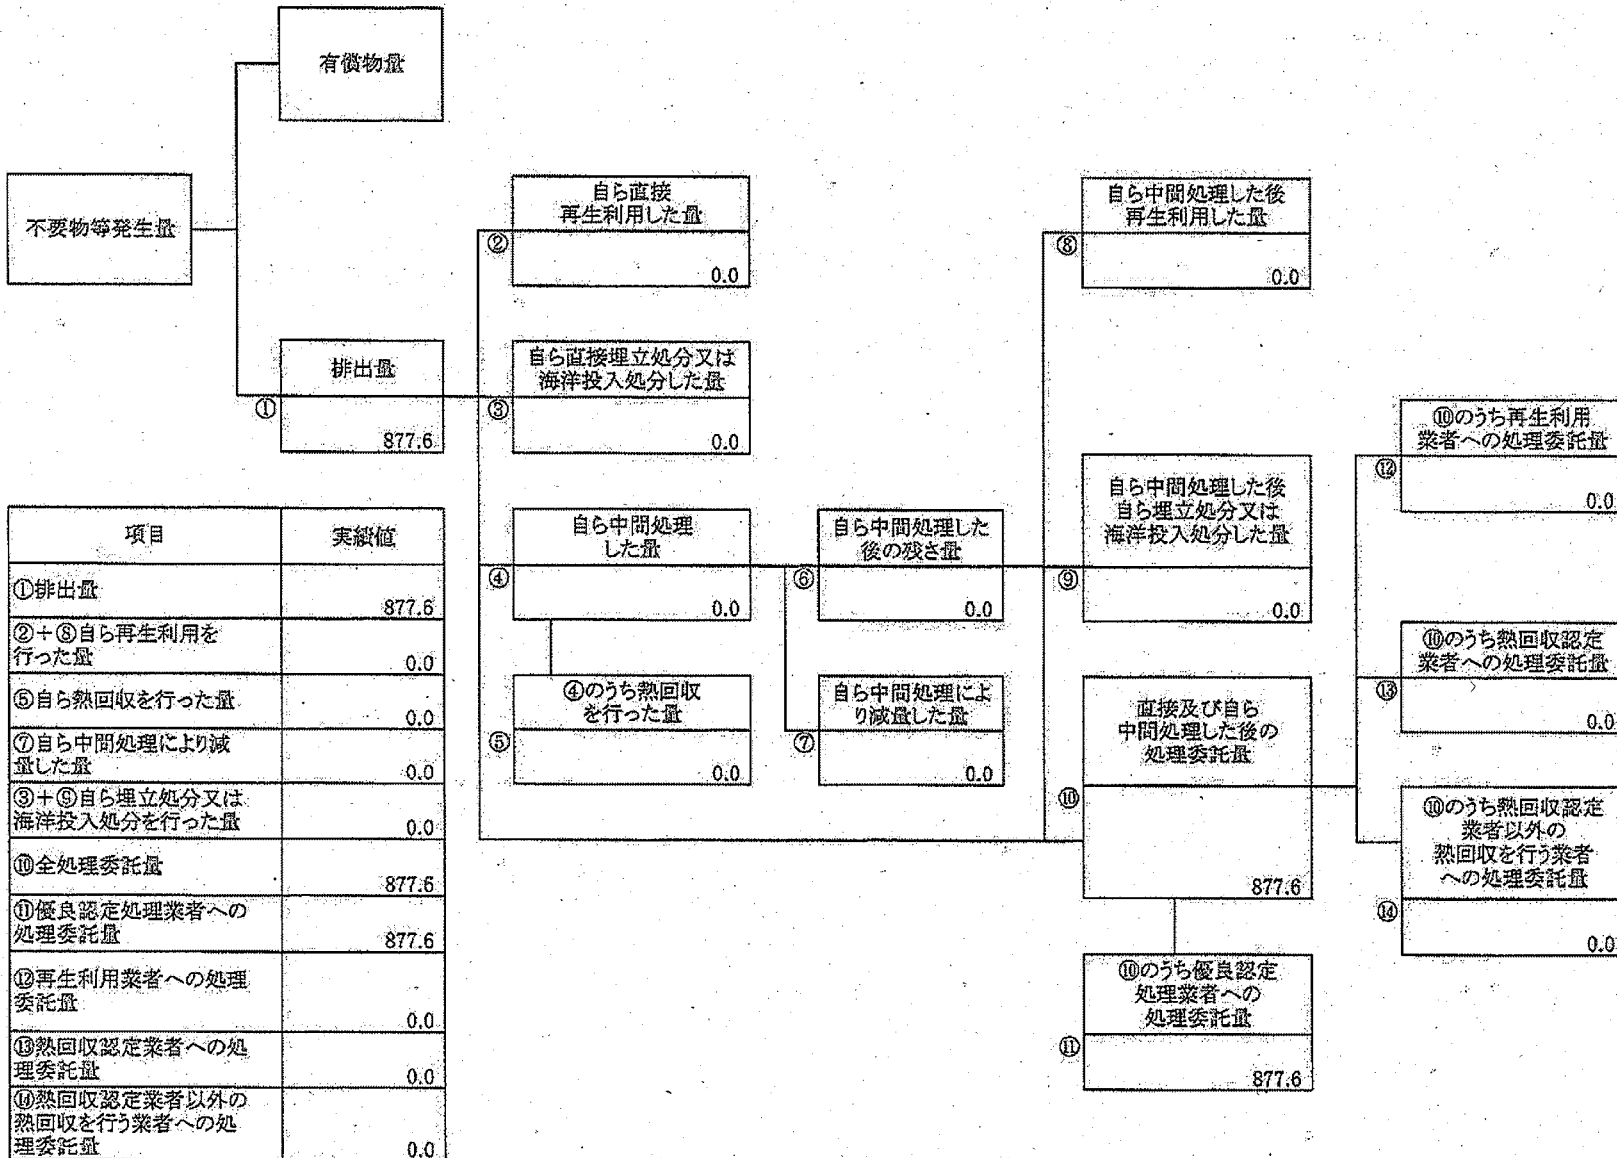 有償物量
不要物等発生量
自ら直接
再生利用した量
②
0.0
自ら中間処理した後
再生利用した量
⑧
0.0
排出量
①
877.6
自ら直接埋立処分又は
海洋投入処分した量
③
0.0
⑩のうち再生利用
業者への処理委託量
⑫
0.0
自ら中間処理
した量
④
0.0
自ら中間処理した
後の残さ量
⑥
0.0
自ら中間処理した後
自ら埋立処分又は
海洋投入処分した量
⑨
0.0
⑩のうち熱回収認定
業者への処理委託量
⑬
0.0
④のうち熱回収
を行った量
⑤
0.0
自ら中間処理によ
り減量した量
⑦
0.0
直接及び自ら
中間処理した後の
処理委託量
⑩
877.6
⑩のうち熱回収認定
業者以外の
熱回収を行う業者
への処理委託量
⑭
0.0
⑩のうち優良認定
処理業者への
処理委託量
⑪
877.6
項目 実績値
①排出量 877.6
②+⑧自ら再生利用を
行った量 0.0
⑤自ら熱回収を行った量 0.0
⑦自ら中間処理により減
量した量 0.0
③+⑨自ら埋立処分又は
海洋投入処分を行った量 0.0
⑩全処理委託量 877.6
⑪優良認定処理業者への
処理委託量 877.6
⑫再生利用業者への処理
委託量 0.0
⑬熱回収認定業者への処
理委託量 0.0
⑭熱回収認定業者以外の
熱回収を行う業者への処
理委託量 0.0